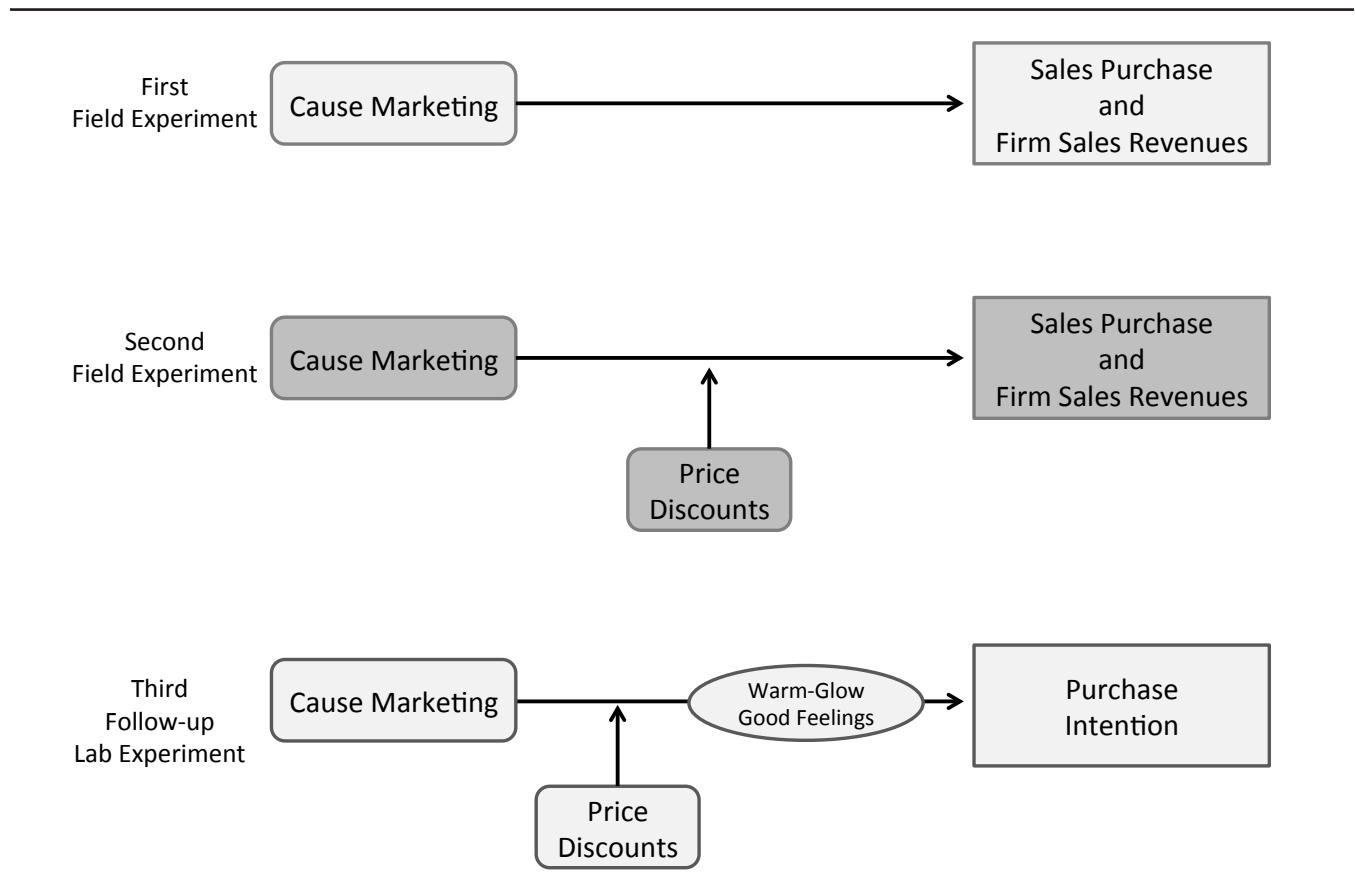 First
Field Experiment
Cause Marketing
Sales Purchase
and
Firm Sales Revenues
Second
Field Experiment
Cause Marketing
Sales Purchase
and
Firm Sales Revenues
Price
Discounts
Third
Follow-up
Lab Experiment
Cause Marketing
Warm-Glow
Good Feelings
Purchase
Intention
Price
Discounts